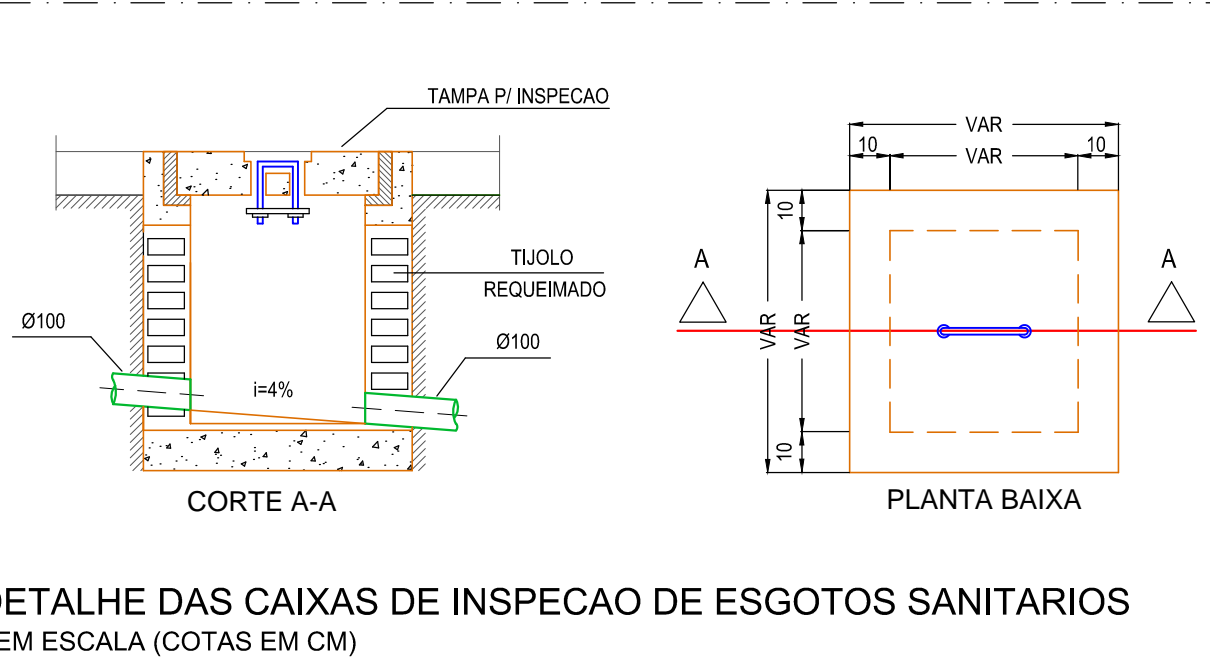 TAMPA P/ INSPECAO
TIJOLO
REQUEIMADO
Ø100
Ø100
i=4%
CORTE A-A
VAR
10
VAR
10
10
VAR
VAR
10
A
A
PLANTA BAIXA
DETALHE DAS CAIXAS DE INSPECAO DE ESGOTOS SANITARIOS
EM ESCALA (COTAS EM CM)